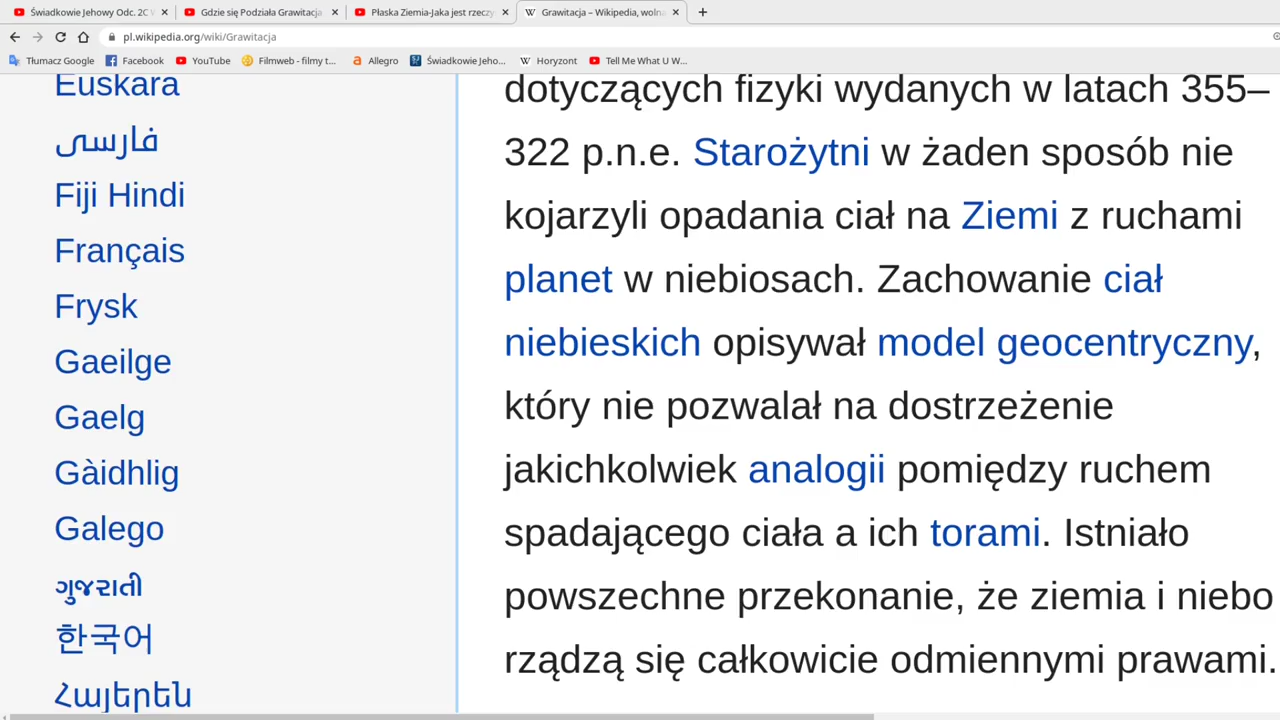 Świadkowie Jehowy Odc. 2C
Gdzie się Podziała Grawitacja
Płaska Ziemia-Jaka jest rzeczy
Grawitacja – Wikipedia, wolna
pl.wikipedia.org/wiki/Grawitacja
Tłumacz Google
Facebook
YouTube
Filmweb - filmy t...
Allegro
Świadkowie Jeho...
Horyzont
Tell Me What U W...
Euskara
فارسی
Fiji Hindi
Français
Frysk
Gaeilge
Gaelg
Gàidhlig
Galego
ગુજરાતી
한국어
Հայերեն
dotyczących fizyki wydanych w latach 355–
322 p.n.e. Starożytni w żaden sposób nie
kojarzyli opadania ciał na Ziemi z ruchami
planet w niebiosach. Zachowanie ciał
niebieskich opisywał model geocentryczny,
który nie pozwalał na dostrzeżenie
jakichkolwiek analogii pomiędzy ruchem
spadającego ciała a ich torami. Istniało
powszechne przekonanie, że ziemia i niebo
rządzą się całkowicie odmiennymi prawami.